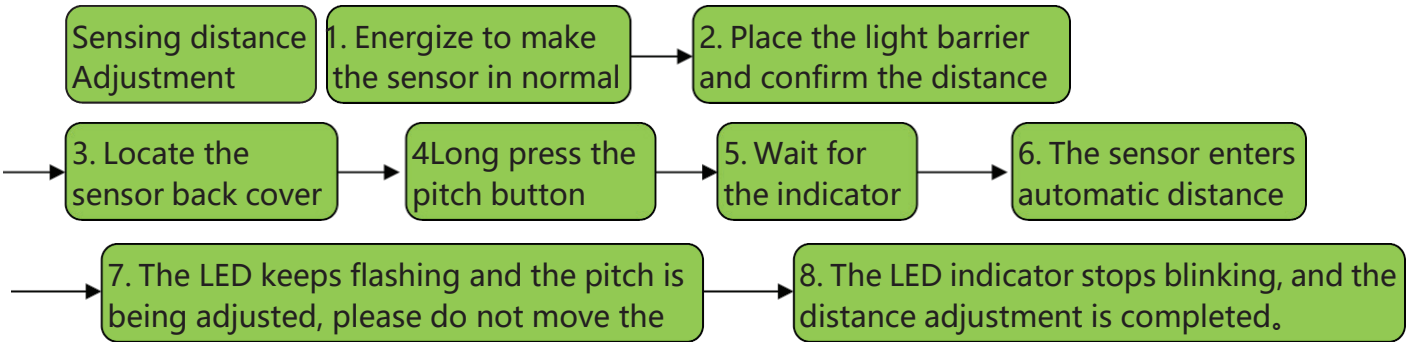 Sensing distance
Adjustment
1. Energize to make
the sensor in normal
2. Place the light barrier
and confirm the distance
3. Locate the
sensor back cover
4Long press the
pitch button
5. Wait for
the indicator
6. The sensor enters
automatic distance
7. The LED keeps flashing and the pitch is
being adjusted, please do not move the
8. The LED indicator stops blinking, and the
distance adjustment is completed。